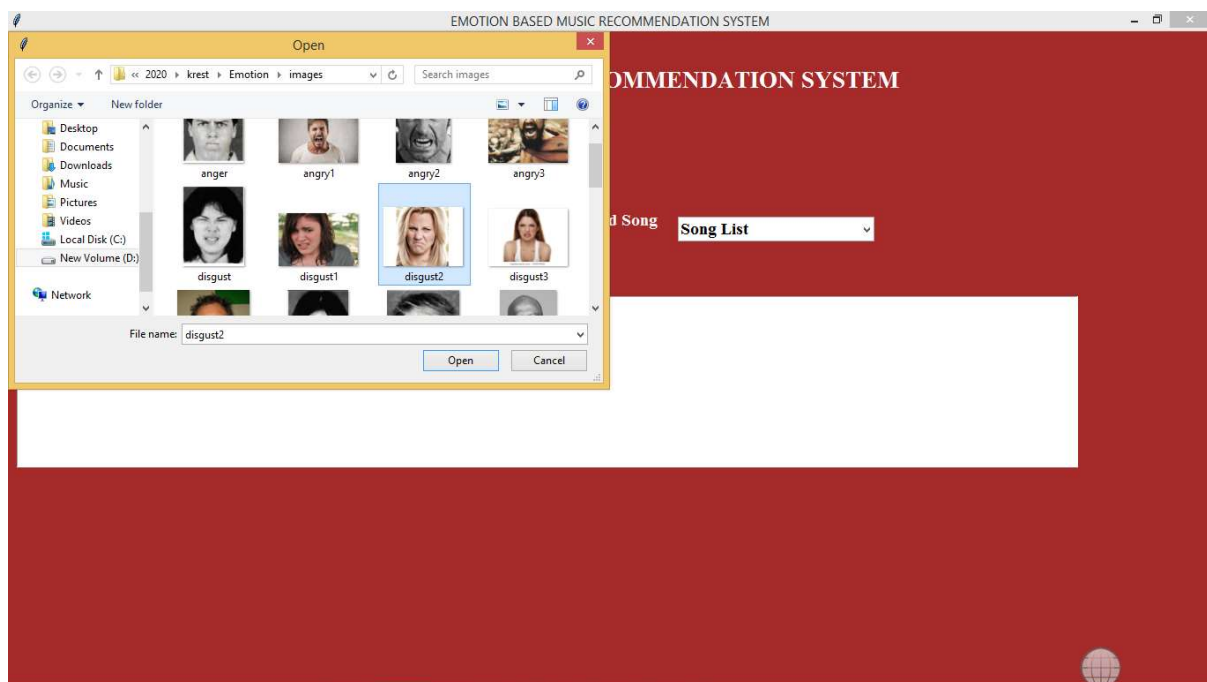 EMOTION BASED MUSIC RECOMMENDATION SYSTEM
Open
« 2020 ▸ krest ▸ Emotion ▸ images
Search images
OMMENDATION SYSTEM
Organize ▾ New folder
Desktop
Documents
Downloads
Music
Pictures
Videos
Local Disk (C:)
New Volume (D:)
Network
anger angry1 angry2 angry3
disgust disgust1 disgust2 disgust3
d Song
Song List
File name: disgust2
Open Cancel